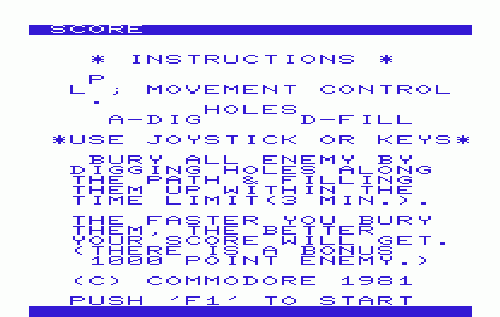 SCORE
* INSTRUCTIONS *
P
L ; MOVEMENT CONTROL
.
HOLES
A-DIG D-FILL
*USE JOYSTICK OR KEYS*
BURY ALL ENEMY BY
DIGGING HOLES ALONG
THE PATH & FILLING
THEM UP WITHIN THE
TIME LIMIT(3 MIN.).
THE FASTER YOU BURY
THEM, THE BETTER
YOUR SCORE WILL GET.
(THERE IS A BONUS
1000 POINT ENEMY.)
(C) COMMODORE 1981
PUSH 'F1' TO START